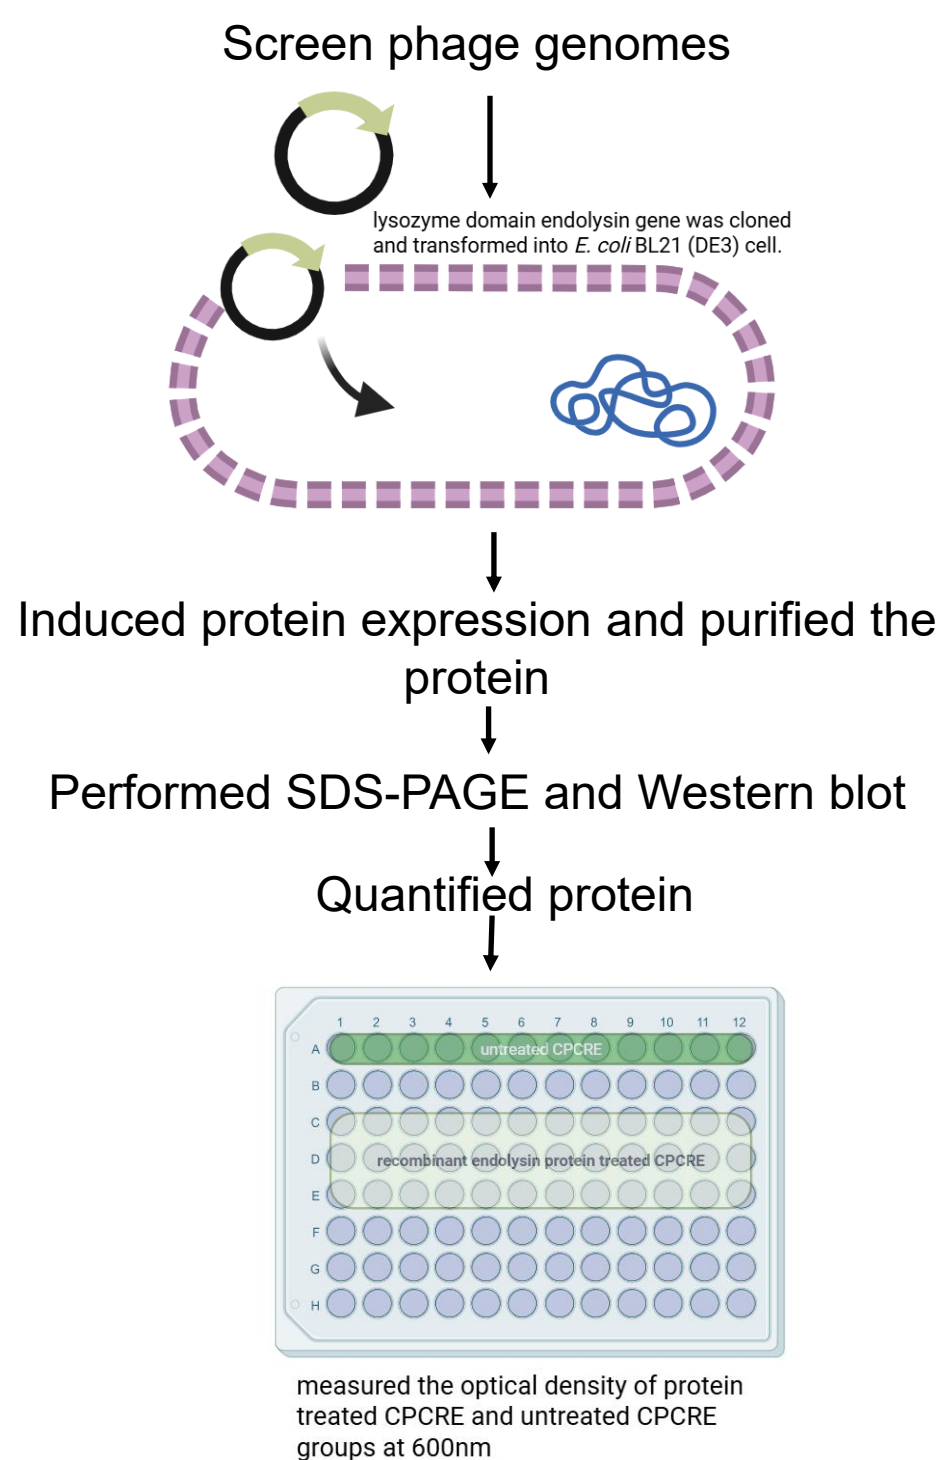 Screen phage genomes
lysozyme domain endolysin gene was cloned
and transformed into E. coli BL21 (DE3) cell.
Induced protein expression and purified the
protein
Performed SDS-PAGE and Western blot
Quantified protein
1 2 3 4 5 6 7 8 9 10 11 12
A untreated CPCRE
B
C
D recombinant endolysin protein treated CPCRE
E
F
G
H
measured the optical density of protein
treated CPCRE and untreated CPCRE
groups at 600nm